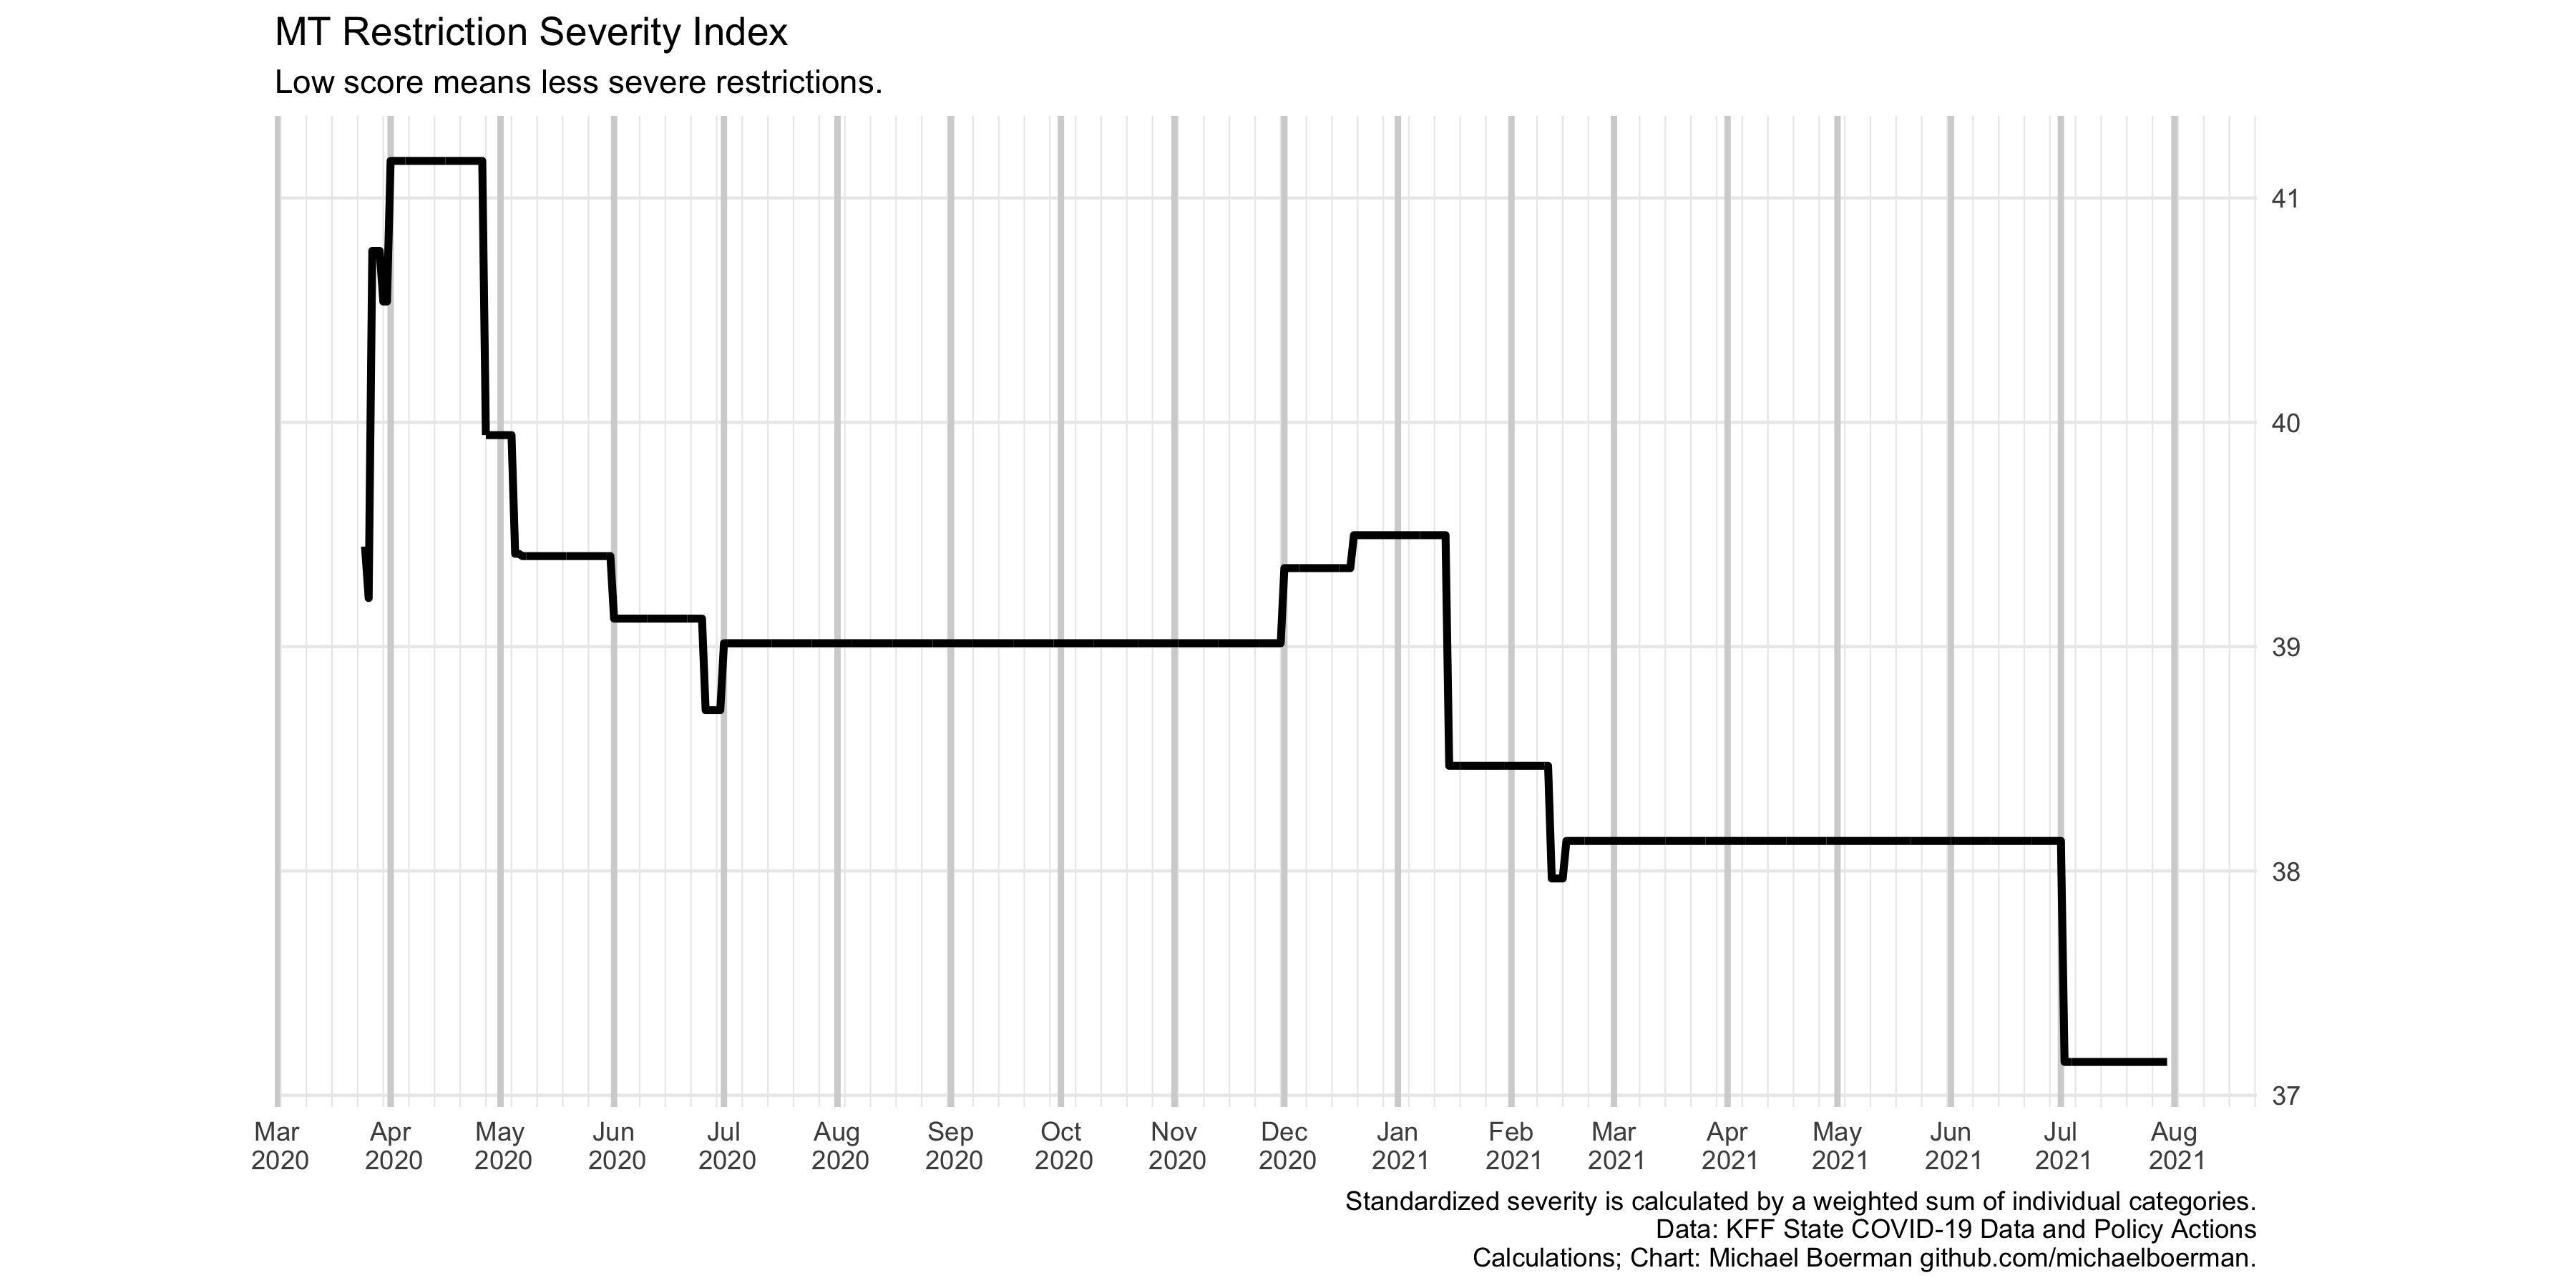 MT Restriction Severity Index
Low score means less severe restrictions.
41
40
39
38
37
Mar Apr May Jun Jul Aug Sep Oct Nov Dec Jan Feb Mar Apr May Jun Jul Aug
2020 2020 2020 2020 2020 2020 2020 2020 2020 2020 2021 2021 2021 2021 2021 2021 2021 2021
Standardized severity is calculated by a weighted sum of individual categories.
Data: KFF State COVID-19 Data and Policy Actions
Calculations; Chart: Michael Boerman github.com/michaelboerman.